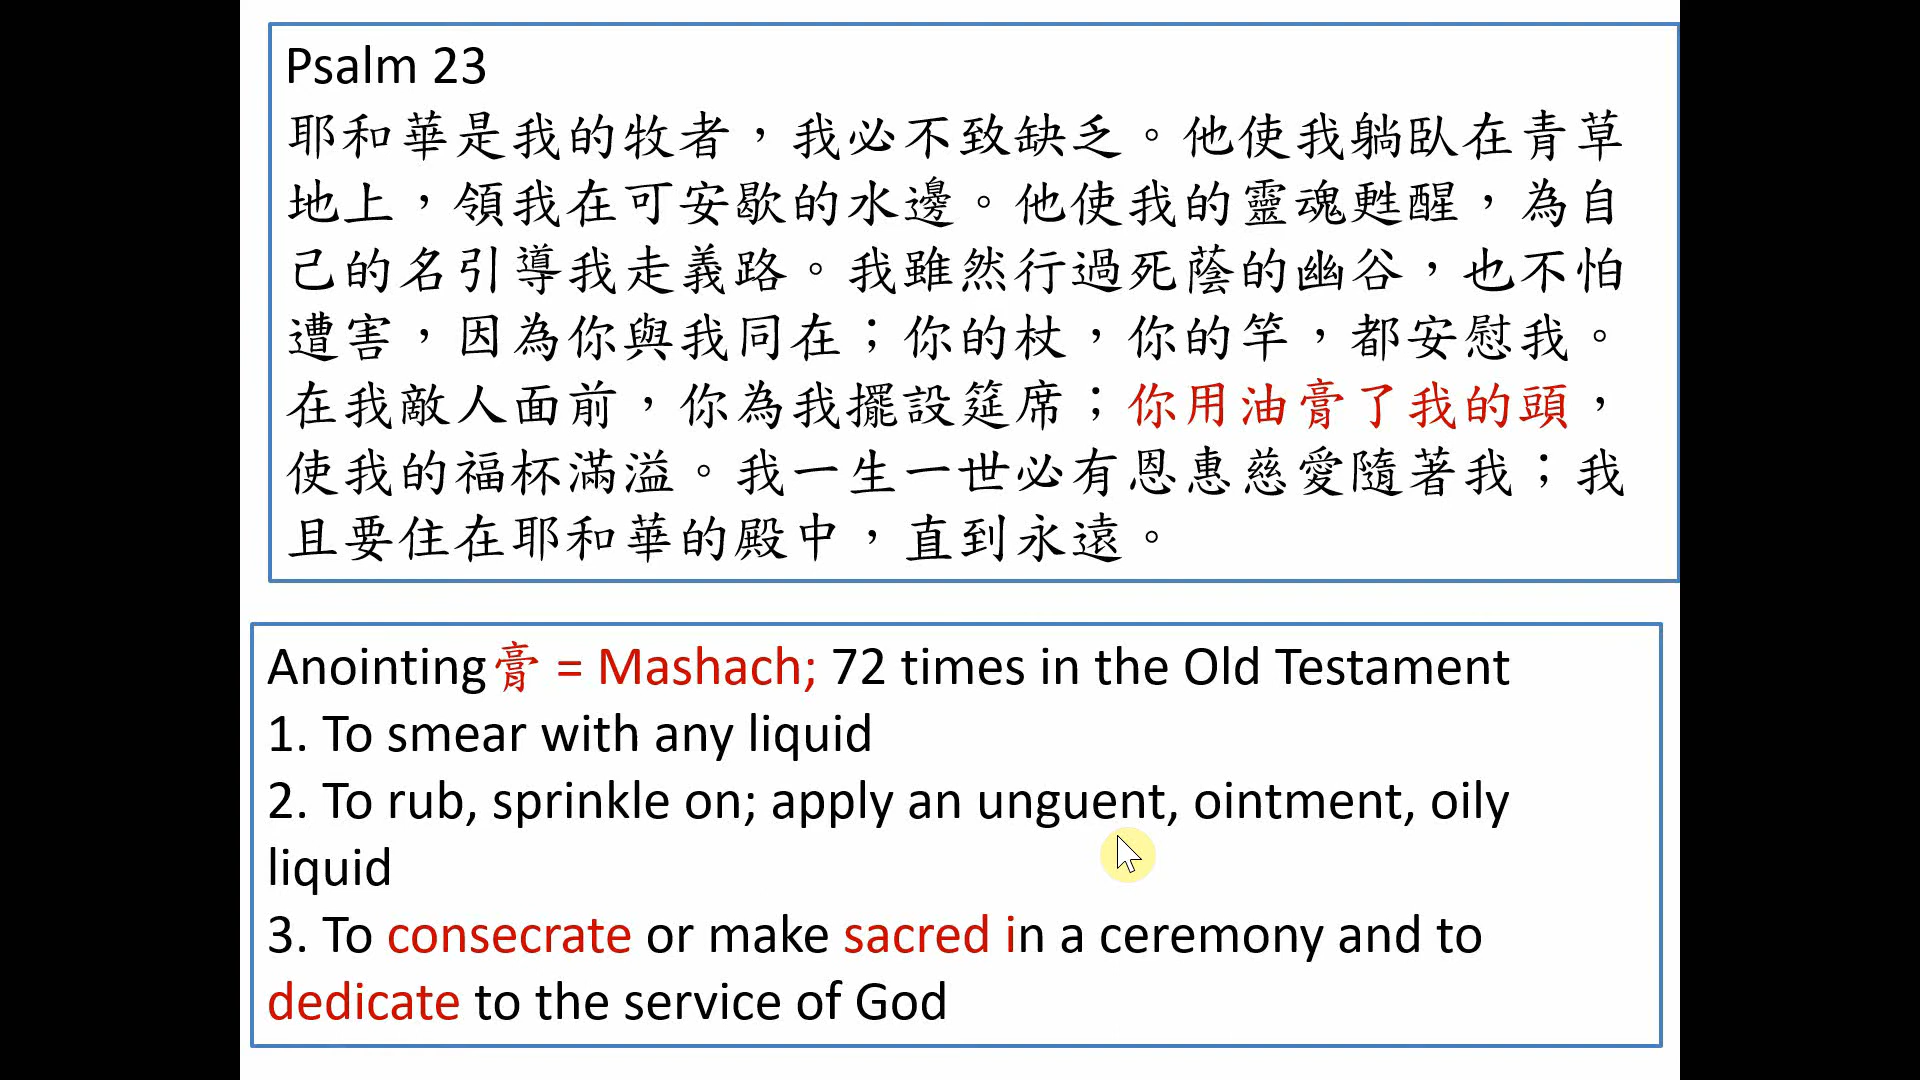 Psalm 23
耶和華是我的牧者，我必不致缺乏。他使我躺臥在青草
地上，領我在可安歇的水邊。他使我的靈魂甦醒，為自
己的名引導我走義路。我雖然行過死蔭的幽谷，也不怕
遭害，因為你與我同在；你的杖，你的竿，都安慰我。
在我敵人面前，你為我擺設筵席；你用油膏了我的頭，
使我的福杯滿溢。我一生一世必有恩惠慈愛隨著我；我
且要住在耶和華的殿中，直到永遠。
Anointing膏 = Mashach; 72 times in the Old Testament
1. To smear with any liquid
2. To rub, sprinkle on; apply an unguent, ointment, oily
liquid
3. To consecrate or make sacred in a ceremony and to
dedicate to the service of God